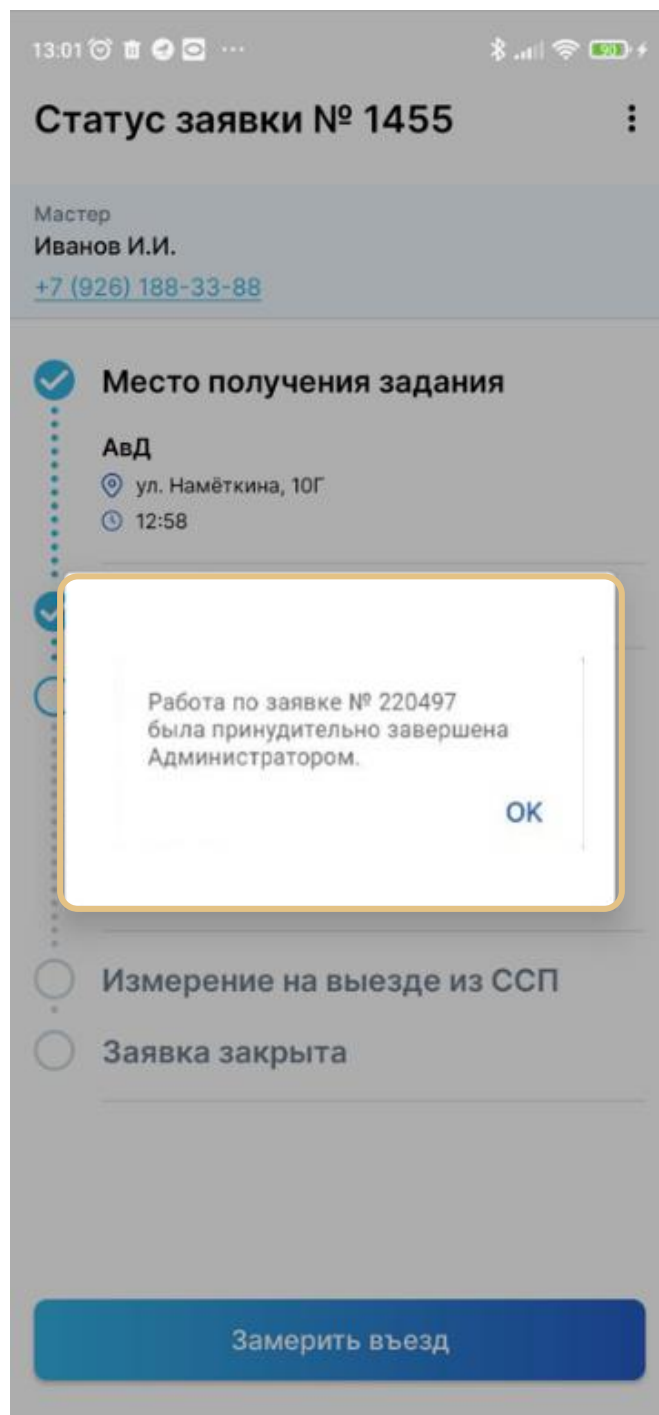 13:01 ... 90
Статус заявки № 1455
Мастер
Иванов И.И.
+7 (926) 188-33-88
Место получения задания
АвД
ул. Намёткина, 10Г
12:58
Работа по заявке № 220497
была принудительно завершена
Администратором.
OK
Измерение на выезде из ССП
Заявка закрыта
Замерить въезд